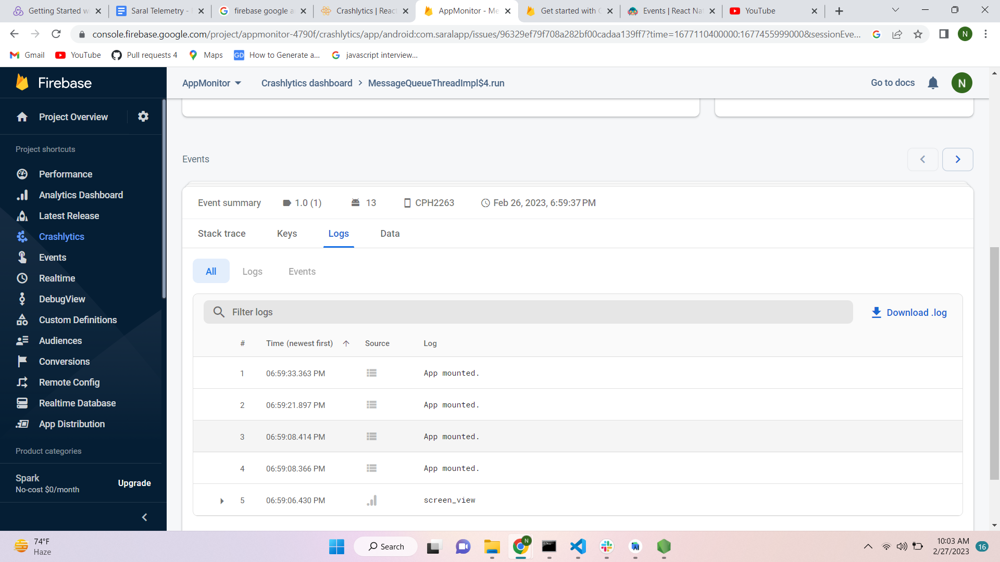 Getting Started wi
Saral Telemetry -
firebase google a
Crashlytics | React
AppMonitor - Me
Get started with C
Events | React Na
YouTube
console.firebase.google.com/project/appmonitor-4790f/crashlytics/app/android:com.saralapp/issues/96329ef79f708a282bf00cadaa139ff7?time=1677110400000:1677455999000&sessionEve...
N
Gmail
YouTube
Pull requests 4
Maps
GD
How to Generate a...
javascript interview...
Firebase
AppMonitor
Crashlytics dashboard > MessageQueueThreadImpl$4.run
Go to docs
N
Project Overview
Project shortcuts
Performance
Analytics Dashboard
Latest Release
Crashlytics
Events
Realtime
DebugView
Custom Definitions
Audiences
Conversions
Remote Config
Realtime Database
App Distribution
Product categories
Spark
No-cost $0/month
Upgrade
Events
Event summary
1.0 (1)
13
CPH2263
Feb 26, 2023, 6:59:37 PM
Stack trace
Keys
Logs
Data
All
Logs
Events
Filter logs
Download .log
# Time (newest first) Source Log
1 06:59:33.363 PM App mounted.
2 06:59:21.897 PM App mounted.
3 06:59:08.414 PM App mounted.
4 06:59:08.366 PM App mounted.
5 06:59:06.430 PM screen_view
74°F
Haze
Search
N
10:03 AM
2/27/2023
16